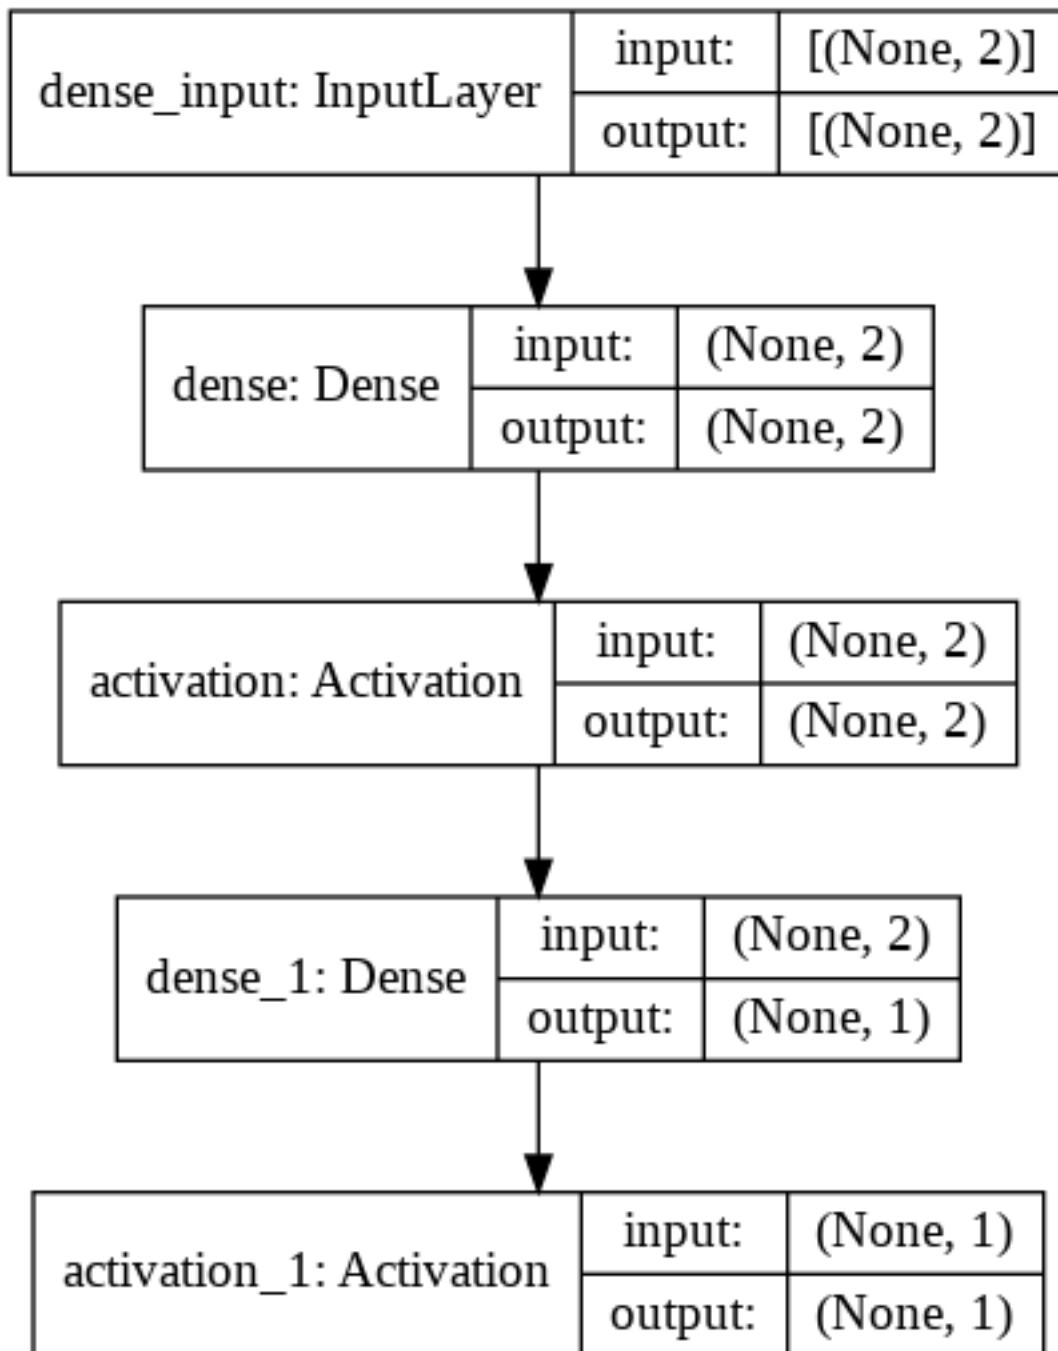 dense_input: InputLayer
input: [(None, 2)]
output: [(None, 2)]
dense: Dense
input: (None, 2)
output: (None, 2)
activation: Activation
input: (None, 2)
output: (None, 2)
dense_1: Dense
input: (None, 2)
output: (None, 1)
activation_1: Activation
input: (None, 1)
output: (None, 1)